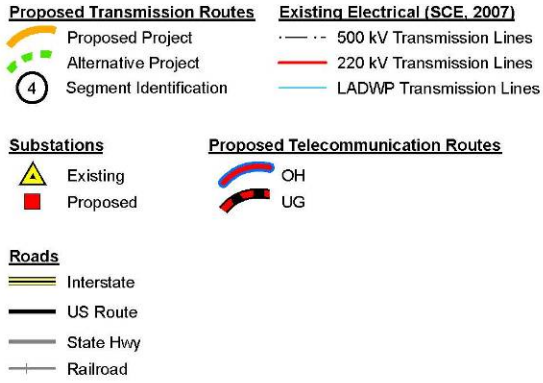 Proposed Transmission Routes
Proposed Project
Alternative Project
4 Segment Identification
Existing Electrical (SCE, 2007)
500 kV Transmission Lines
220 kV Transmission Lines
LADWP Transmission Lines
Substations
Existing
Proposed
Proposed Telecommunication Routes
OH
UG
Roads
Interstate
US Route
State Hwy
Railroad